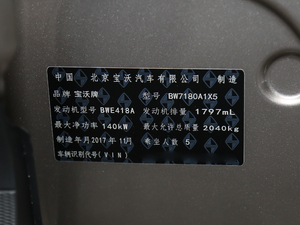 中国 北京宝沃汽车有限公司 制造
品牌 宝沃牌 型号 BW7180A1X5
发动机型号 BWE418A 发动机排量 1797mL
最大净功率 140kW 最大允许总质量 2040kg
制造年月 2017年11月 乘坐人数 5
车辆识别代号(VIN)